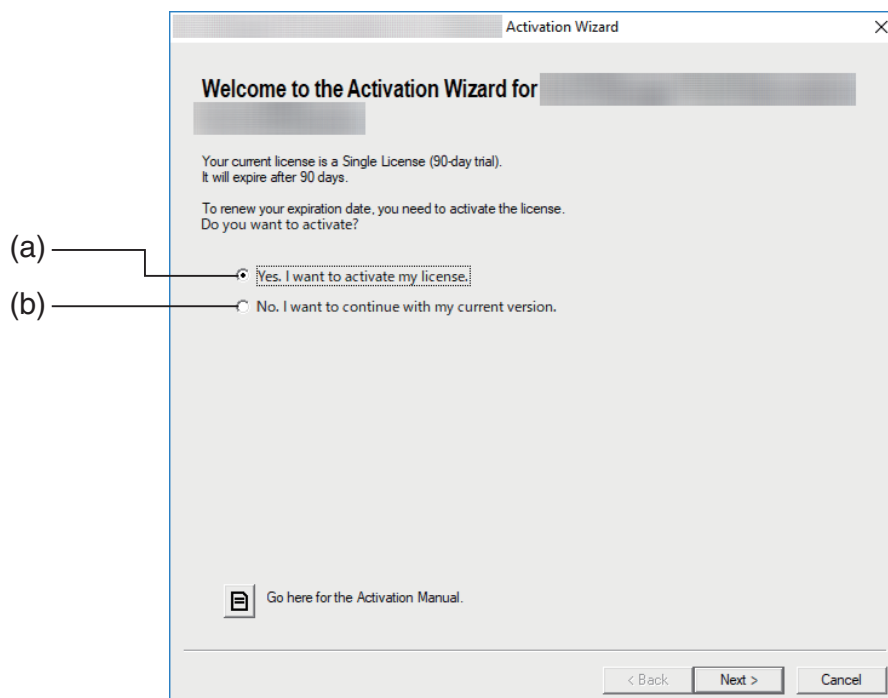 Activation Wizard
Welcome to the Activation Wizard for
Your current license is a Single License (90-day trial).
It will expire after 90 days.
To renew your expiration date, you need to activate the license.
Do you want to activate?
(a)
Yes. I want to activate my license.
(b)
No. I want to continue with my current version.
Go here for the Activation Manual.
< Back
Next >
Cancel